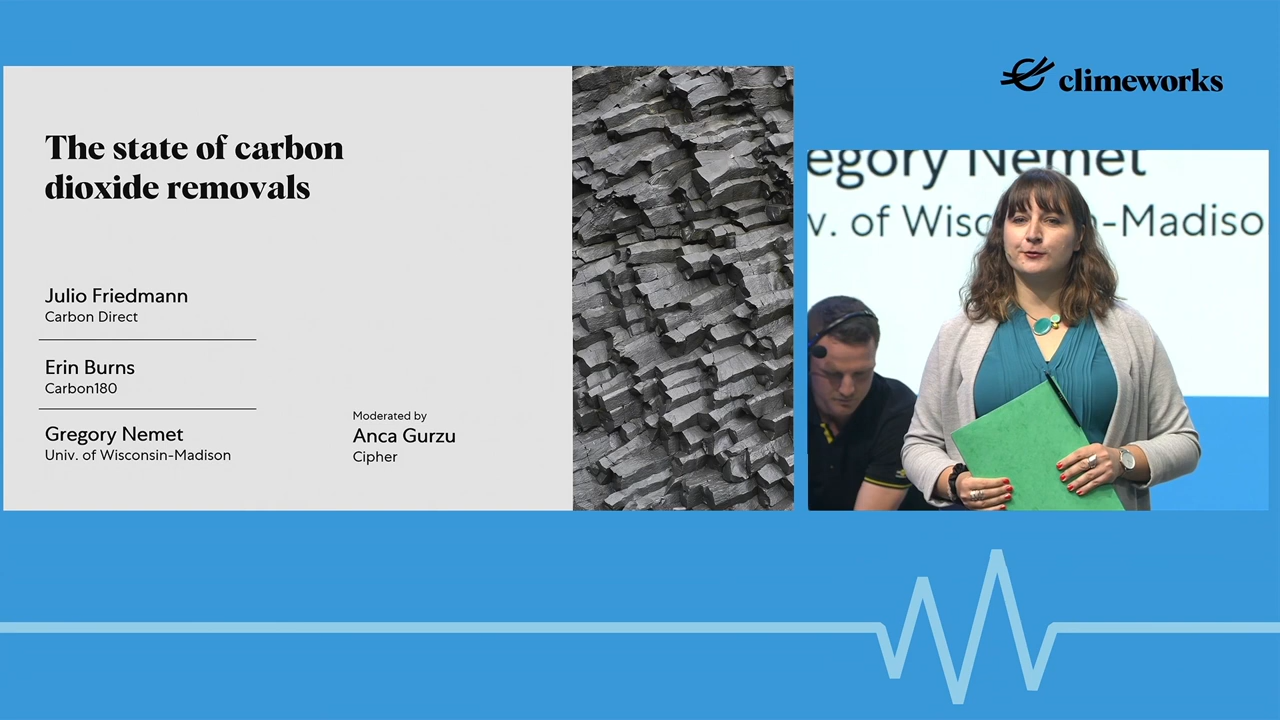 climeworks
The state of carbon
dioxide removals
Julio Friedmann
Carbon Direct
Erin Burns
Carbon180
Gregory Nemet
Univ. of Wisconsin-Madison
Moderated by
Anca Gurzu
Cipher
egory Nemet
v. of Wisc n-Madiso